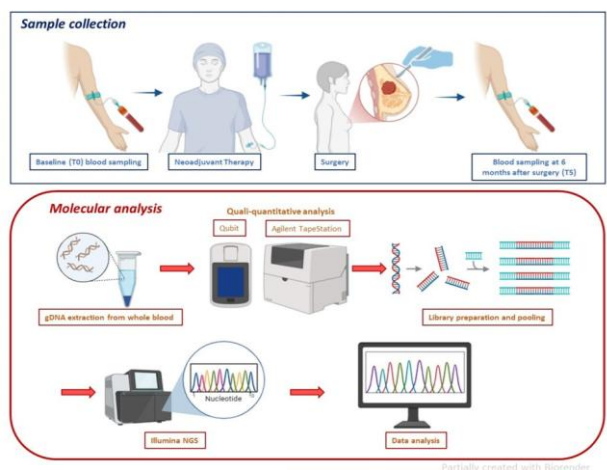 Sample collection
Baseline (T0) blood sampling
Neoadjuvant Therapy
Surgery
Blood sampling at 6
months after surgery (T5)
Molecular analysis
Quali-quantitative analysis
Qubit
Agilent TapeStation
gDNA extraction from whole blood
Library preparation and pooling
Nucleotide
Illumina NGS
Data analysis
Partially created with Biorender